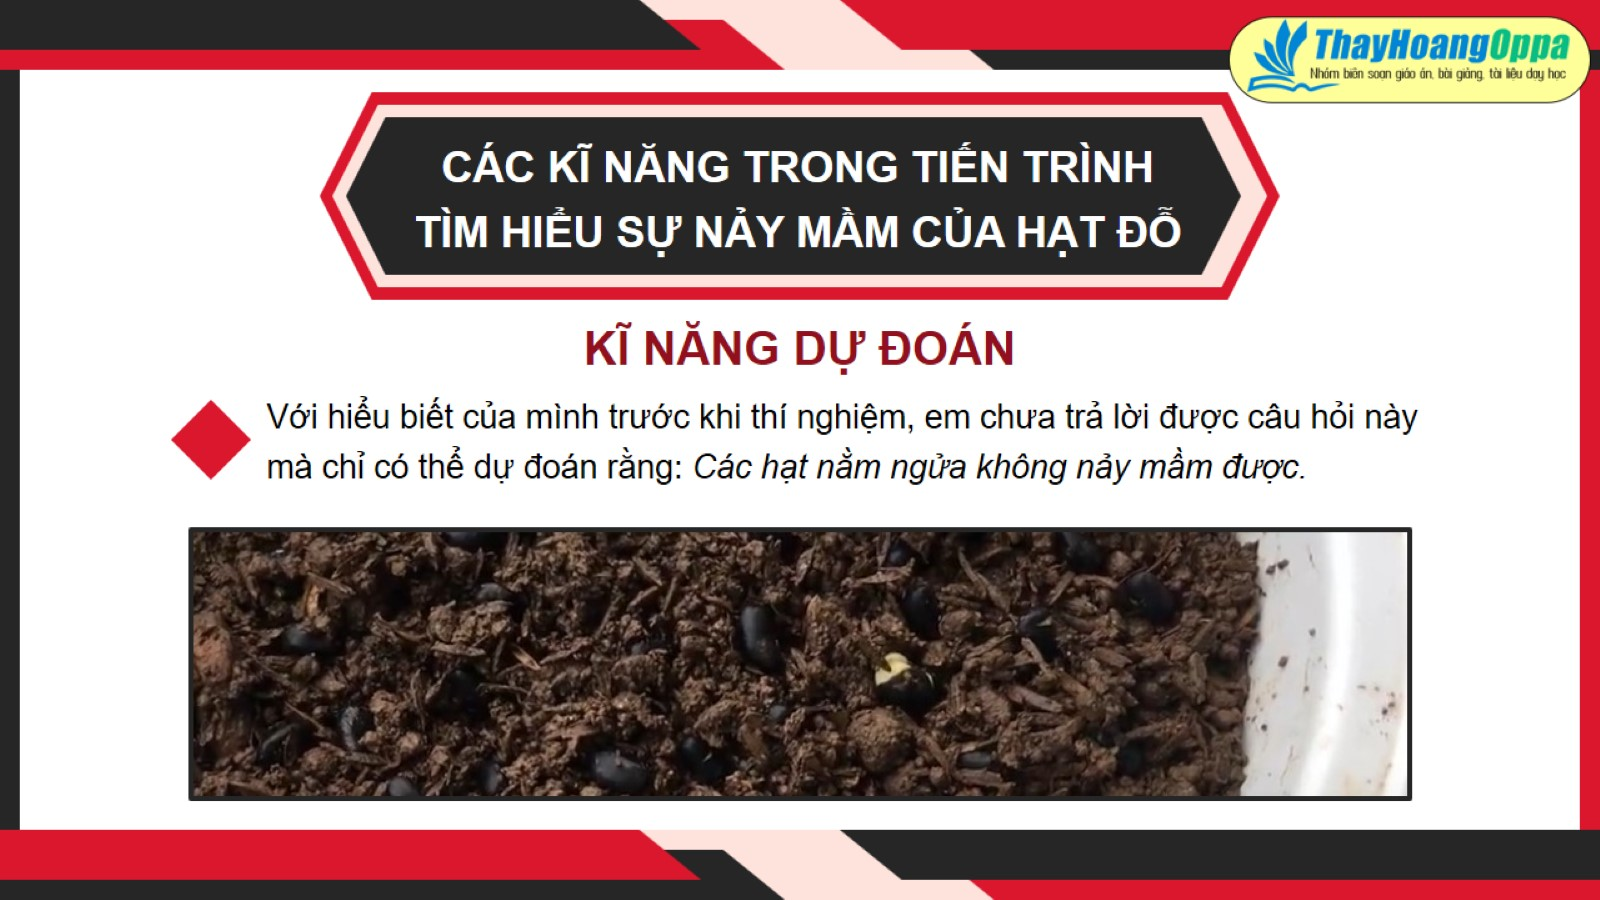 ThayHoangOppa
Nhóm biên soạn giáo án, bài giảng, tài liệu dạy học
CÁC KĨ NĂNG TRONG TIẾN TRÌNH
TÌM HIỂU SỰ NẢY MẦM CỦA HẠT ĐỖ
KĨ NĂNG DỰ ĐOÁN
Với hiểu biết của mình trước khi thí nghiệm, em chưa trả lời được câu hỏi này
mà chỉ có thể dự đoán rằng: Các hạt nằm ngửa không nảy mầm được.